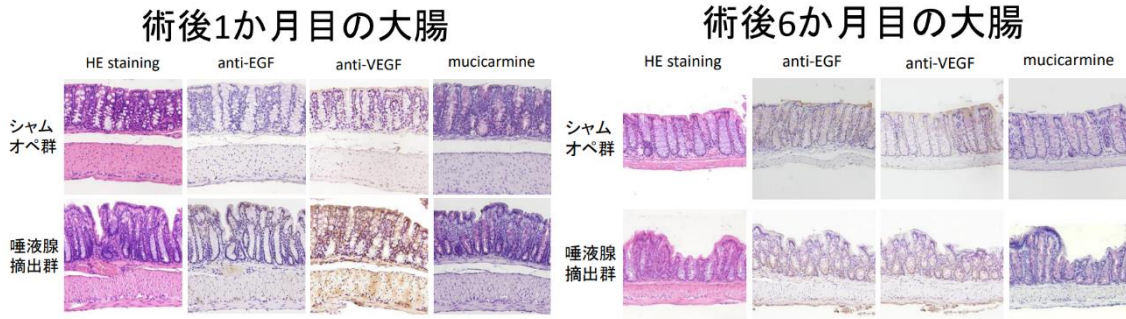 術後1か月目の大腸
HE staining
anti-EGF
anti-VEGF
mucicarmine
シャム
オペ群
唾液腺
摘出群
術後6か月目の大腸
HE staining
anti-EGF
anti-VEGF
mucicarmine
シャム
オペ群
唾液腺
摘出群